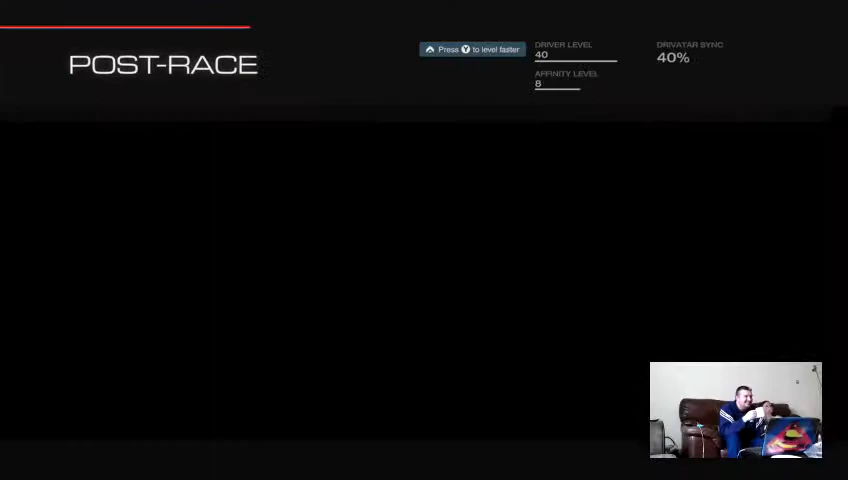 POST-RACE
Press Y to level faster
DRIVER LEVEL
40
AFFINITY LEVEL
8
DRIVATAR SYNC
40%